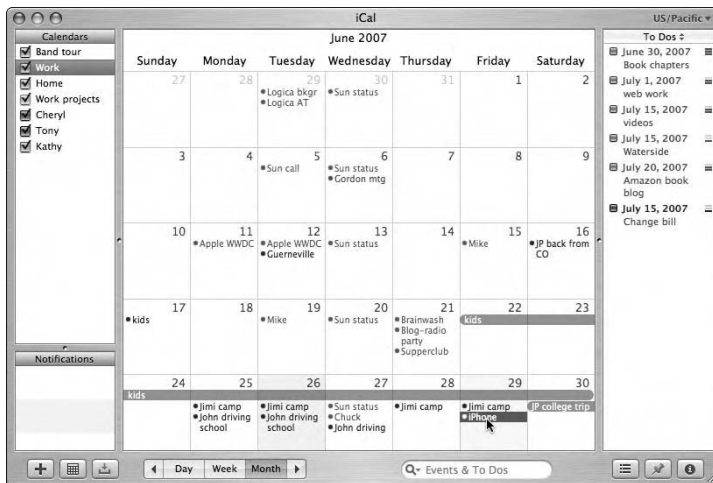 iCal
US/Pacific
Calendars
Band tour
Work
Home
Work projects
Cheryl
Tony
Kathy
Notifications
June 2007
Sunday Monday Tuesday Wednesday Thursday Friday Saturday
27 28 29 30 31 1 2
Logica bkgr
Logica AT
Sun status
3 4 5 6 7 8 9
Sun call
Sun status
Gordon mtg
10 11 12 13 14 15 16
Apple WWDC
Apple WWDC
Guerneville
Sun status
Mike
JP back from
CO
17 18 19 20 21 22 23
kids
Mike
Sun status
Brainwash
Blog-radio
party
Supperclub
kids
24 25 26 27 28 29 30
kids
Jimi camp
John driving
school
Jimi camp
John driving
school
Sun status
Chuck
John driving
Jimi camp
Jimi camp
iPhone
JP college trip
To Dos
June 30, 2007
Book chapters
July 1, 2007
web work
July 15, 2007
videos
July 15, 2007
Waterside
July 20, 2007
Amazon book
blog
July 15, 2007
Change bill
Day Week Month
Events & To Dos